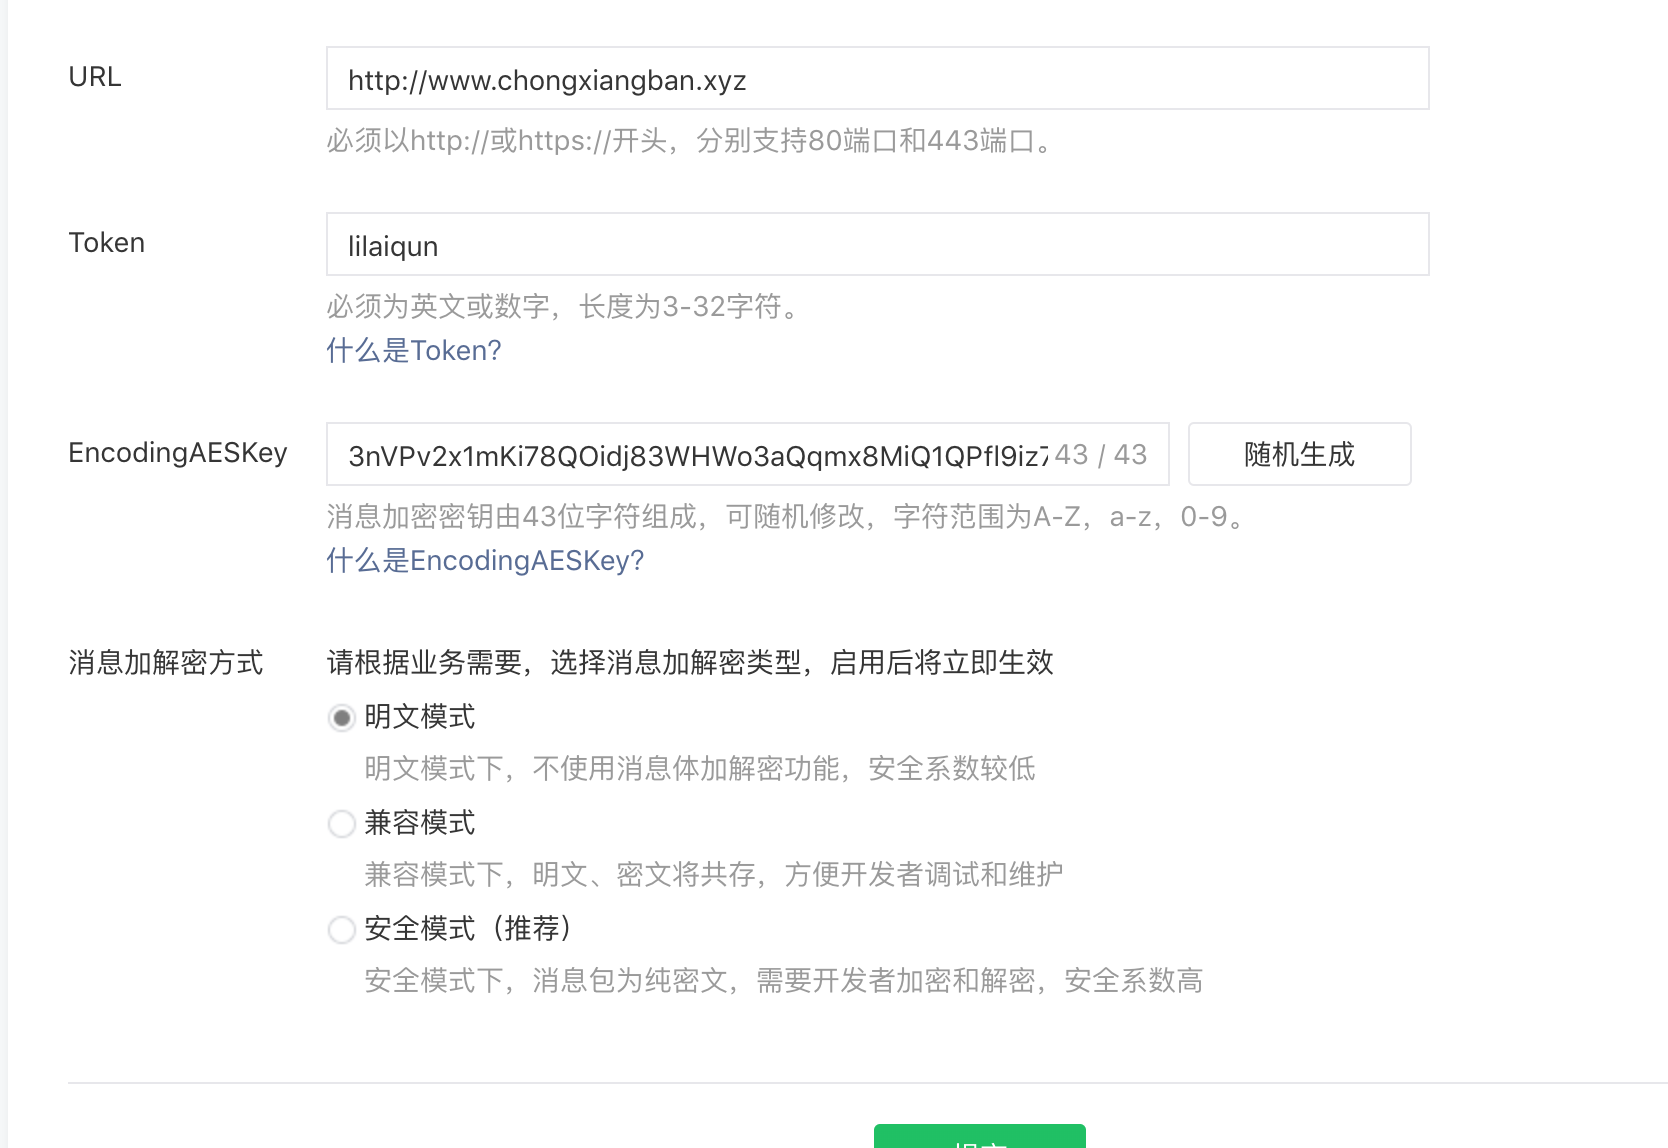 URL
http://www.chongxiangban.xyz
必须以http://或https://开头，分别支持80端口和443端口。
Token
lilaiqun
必须为英文或数字，长度为3-32字符。
什么是Token?
EncodingAESKey
3nVPv2x1mKi78QOidj83WHWo3aQqmx8MiQ1QPfl9iz7 43 / 43 随机生成
消息加密密钥由43位字符组成，可随机修改，字符范围为A-Z，a-z，0-9。
什么是EncodingAESKey?
消息加解密方式
请根据业务需要，选择消息加解密类型，启用后将立即生效
明文模式
明文模式下，不使用消息体加解密功能，安全系数较低
兼容模式
兼容模式下，明文、密文将共存，方便开发者调试和维护
安全模式（推荐）
安全模式下，消息包为纯密文，需要开发者加密和解密，安全系数高